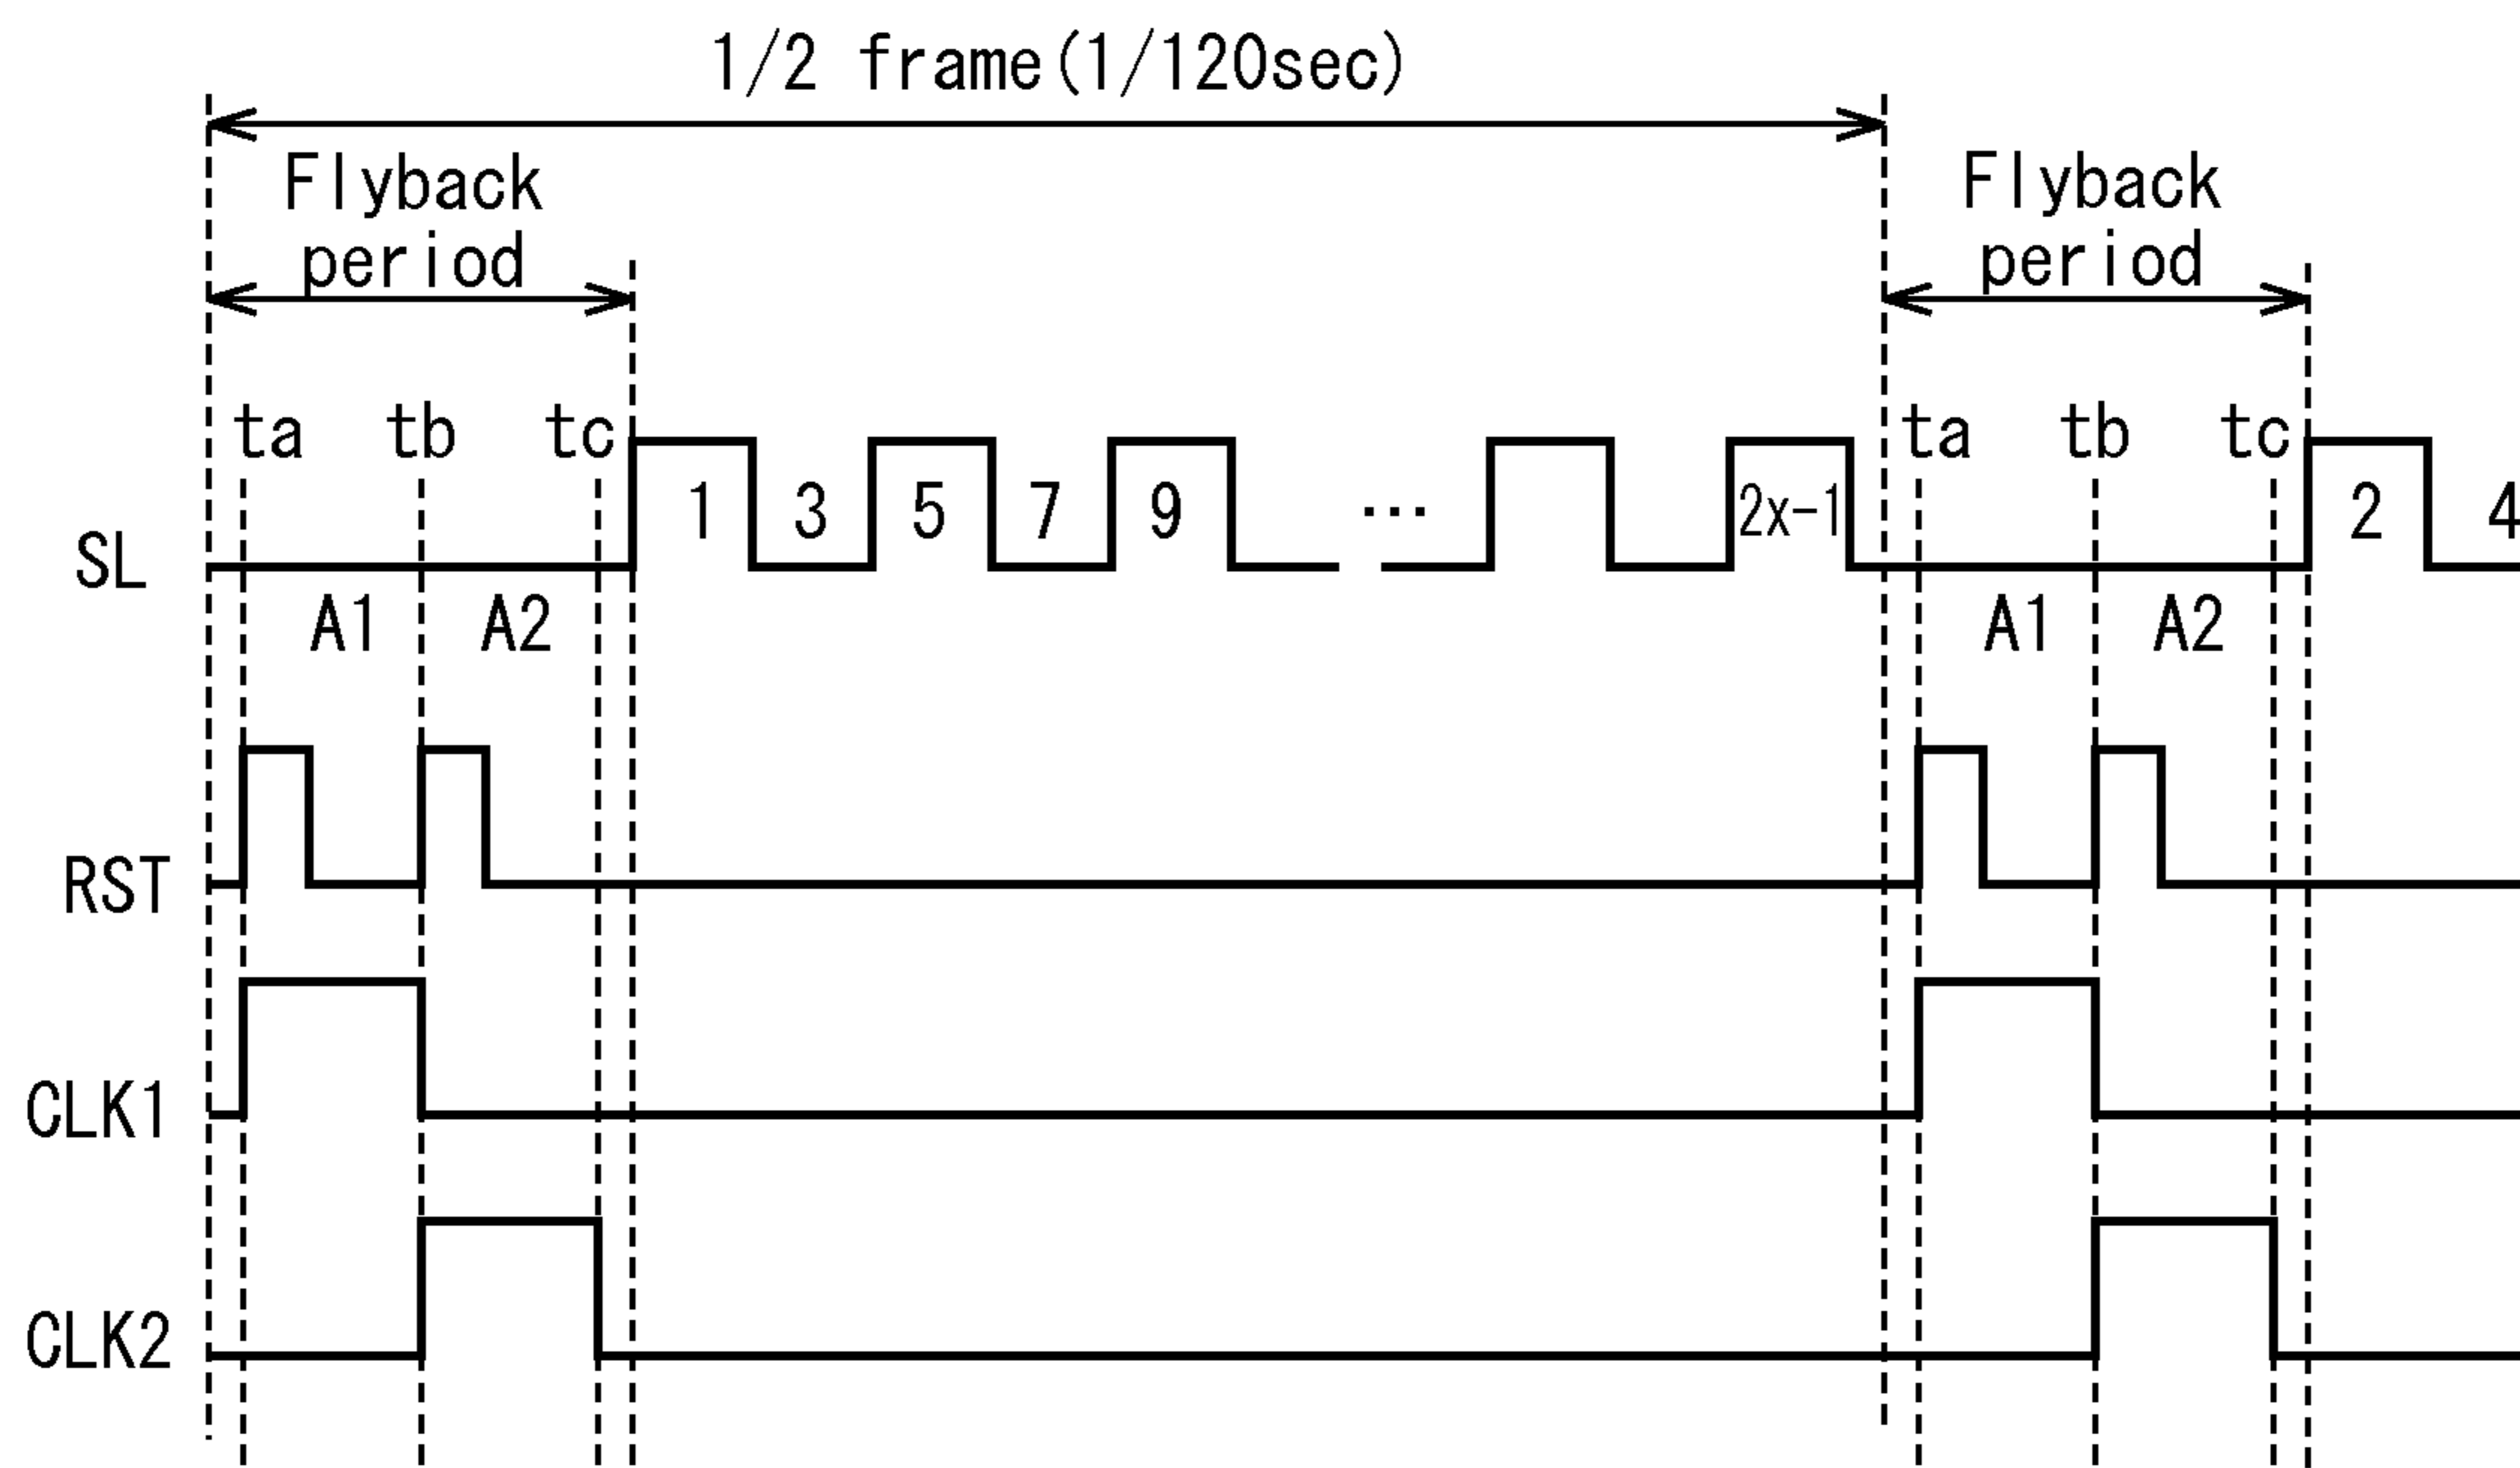 1/2 frame(1/120sec)
Flyback period
Flyback period
ta tb tc
ta tb tc
SL
1 3 5 7 9 ... 2x-1 2 4
A1 A2
A1 A2
RST
CLK1
CLK2